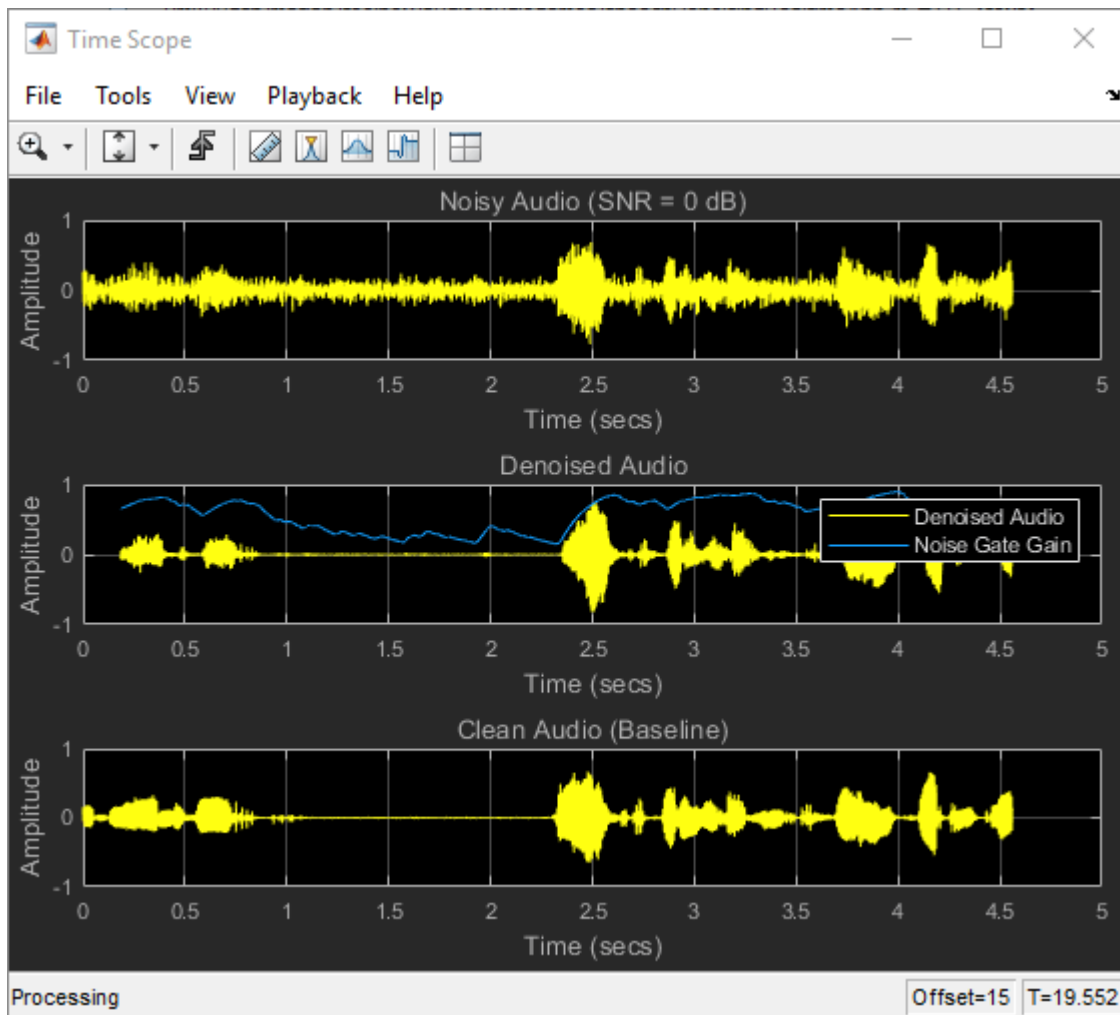 Time Scope
File Tools View Playback Help
Noisy Audio (SNR = 0 dB)
Amplitude
1
0
-1
0 0.5 1 1.5 2 2.5 3 3.5 4 4.5 5
Time (secs)
Denoised Audio
Amplitude
1
0
-1
Denoised Audio
Noise Gate Gain
0 0.5 1 1.5 2 2.5 3 3.5 4 4.5 5
Time (secs)
Clean Audio (Baseline)
Amplitude
1
0
-1
0 0.5 1 1.5 2 2.5 3 3.5 4 4.5 5
Time (secs)
Processing Offset=15 T=19.552